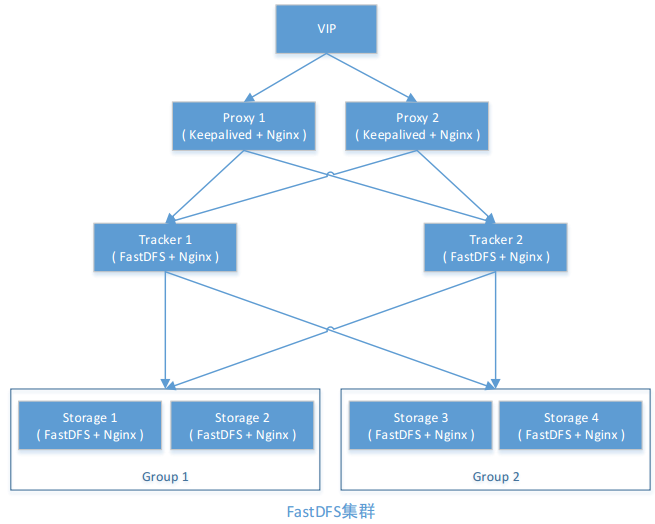 VIP
Proxy 1
( Keepalived + Nginx )
Proxy 2
( Keepalived + Nginx )
Tracker 1
( FastDFS + Nginx )
Tracker 2
( FastDFS + Nginx )
Storage 1
( FastDFS + Nginx )
Storage 2
( FastDFS + Nginx )
Group 1
Storage 3
( FastDFS + Nginx )
Storage 4
( FastDFS + Nginx )
Group 2
FastDFS集群